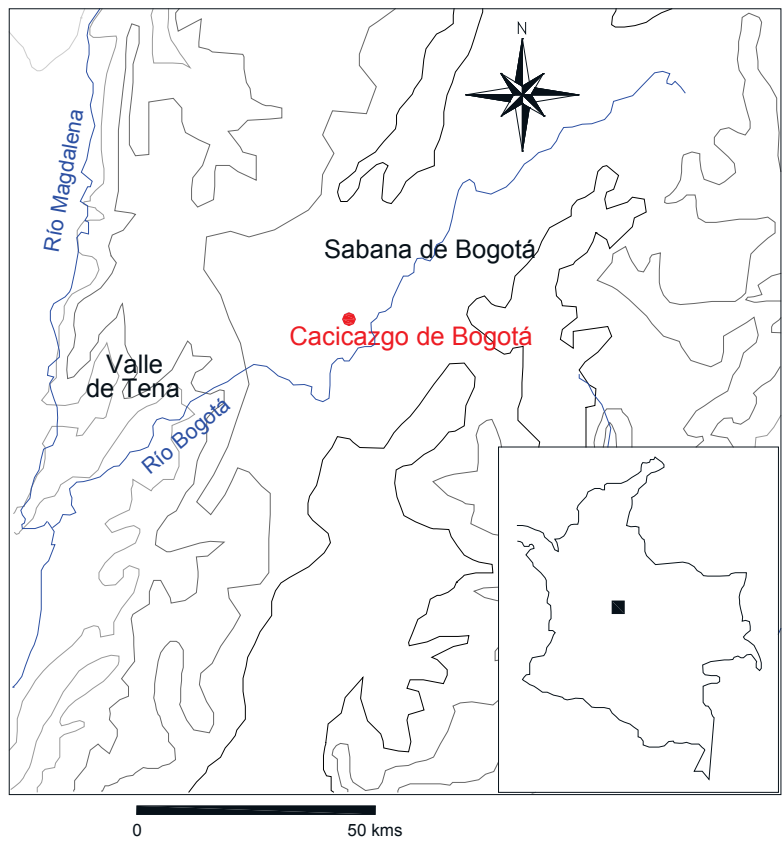 N
Río Magdalena
Sabana de Bogotá
Cacicazgo de Bogotá
Valle
de Tena
Río Bogotá
0
50 kms